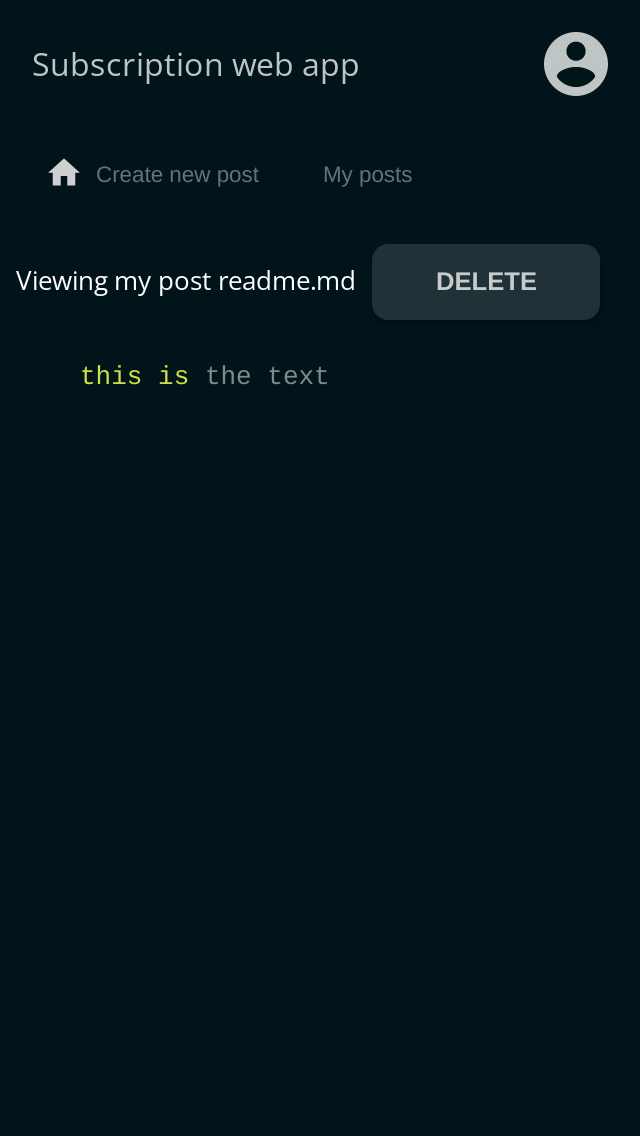 Subscription web app
Create new post My posts
Viewing my post readme.md DELETE
this is the text